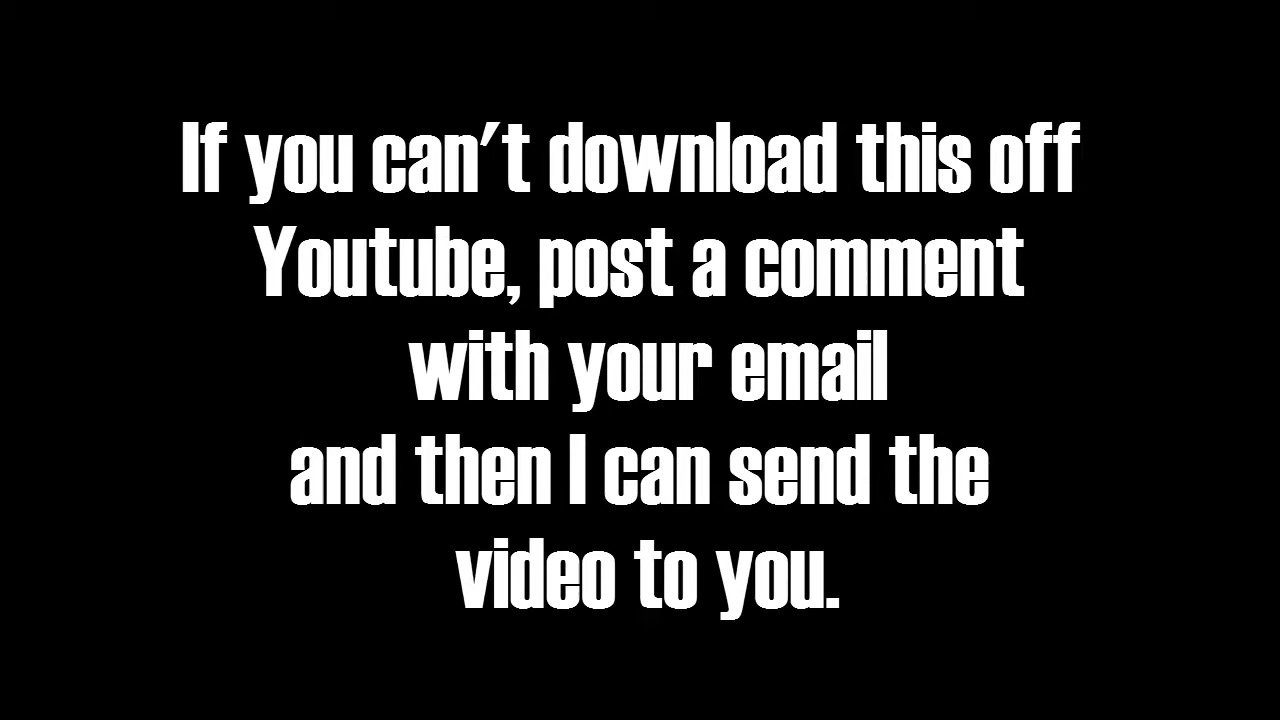 If you can't download this off
Youtube, post a comment
with your email
and then I can send the
video to you.